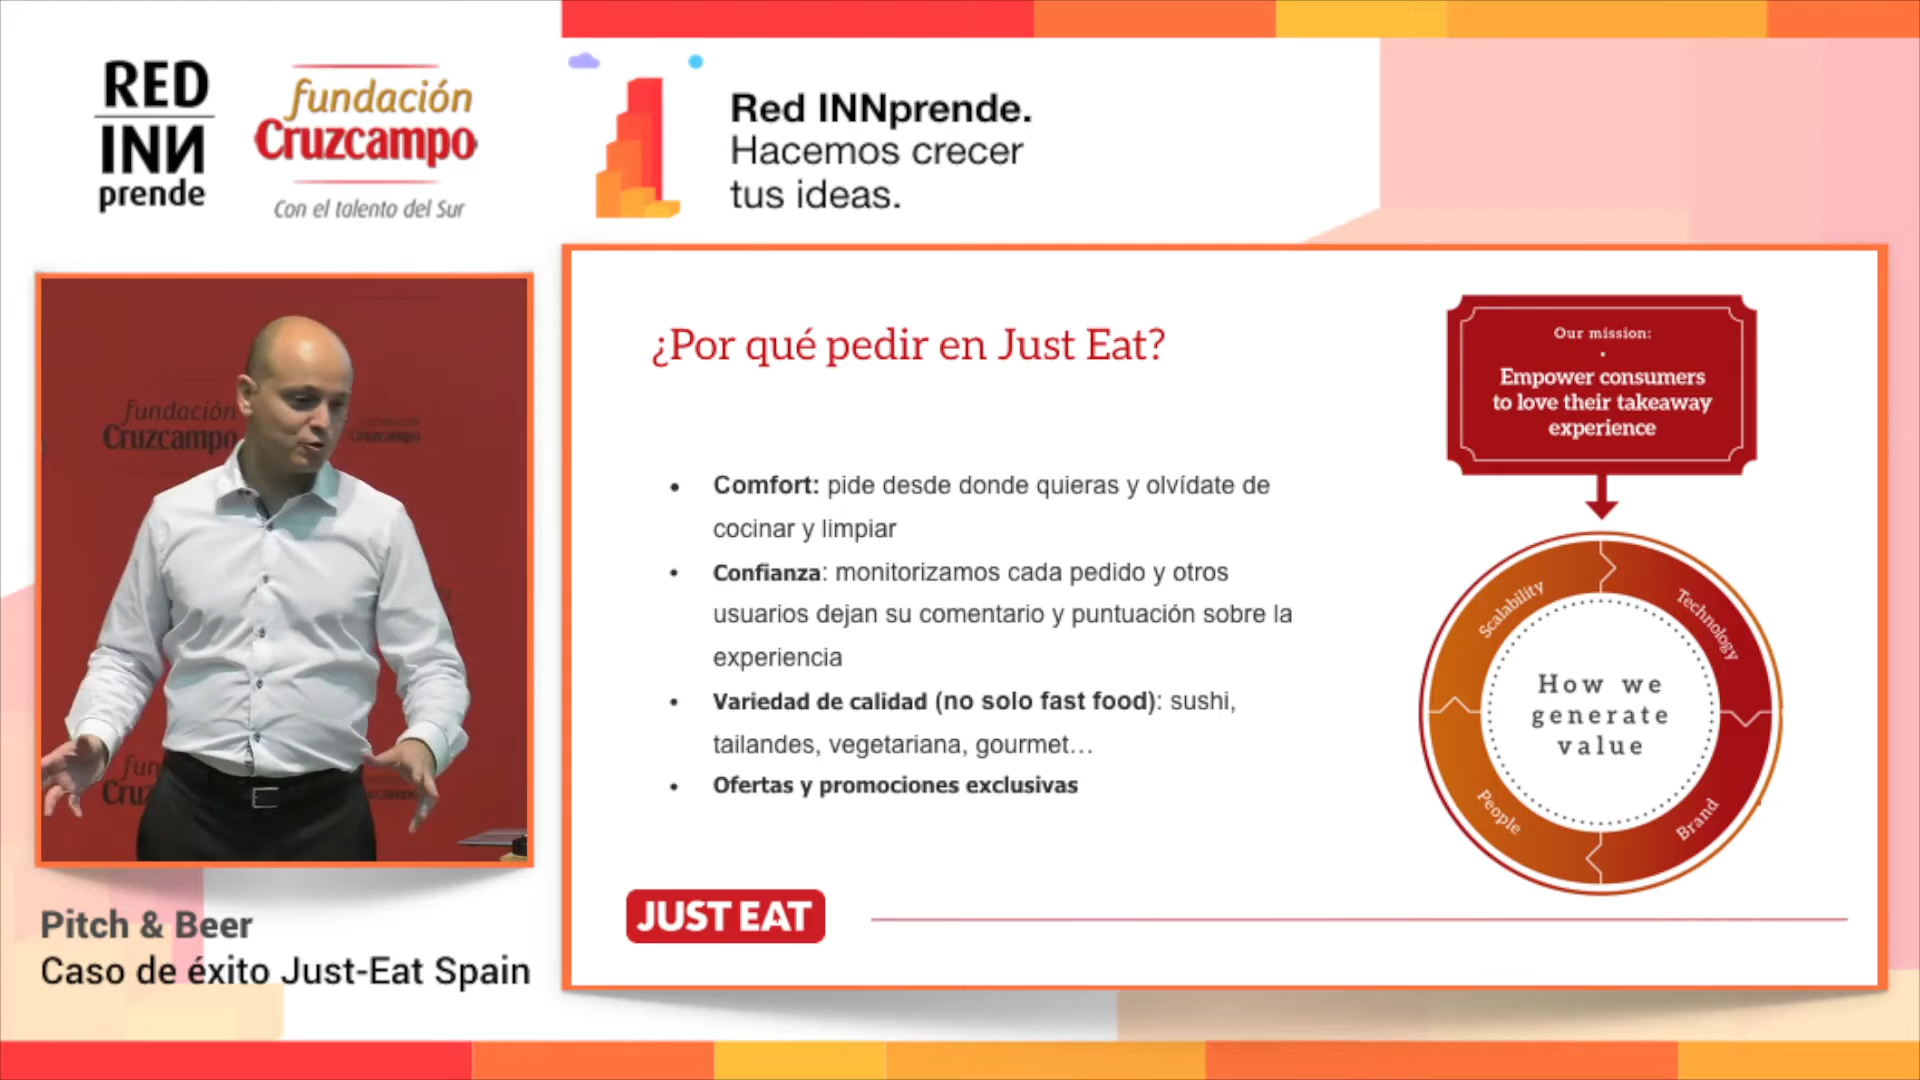 RED
INN
prende
fundación
Cruzcampo
Con el talento del Sur
Red INNprende.
Hacemos crecer
tus ideas.
fundación
Cruzcampo
Cruzcampo
fun
Cru
Pitch & Beer
Caso de éxito Just-Eat Spain
¿Por qué pedir en Just Eat?
• Comfort: pide desde donde quieras y olvídate de
cocinar y limpiar
• Confianza: monitorizamos cada pedido y otros
usuarios dejan su comentario y puntuación sobre la
experiencia
• Variedad de calidad (no solo fast food): sushi,
tailandes, vegetariana, gourmet...
• Ofertas y promociones exclusivas
JUST EAT
Our mission:
Empower consumers
to love their takeaway
experience
Scalability
Technology
How we
generate
value
People
Brand